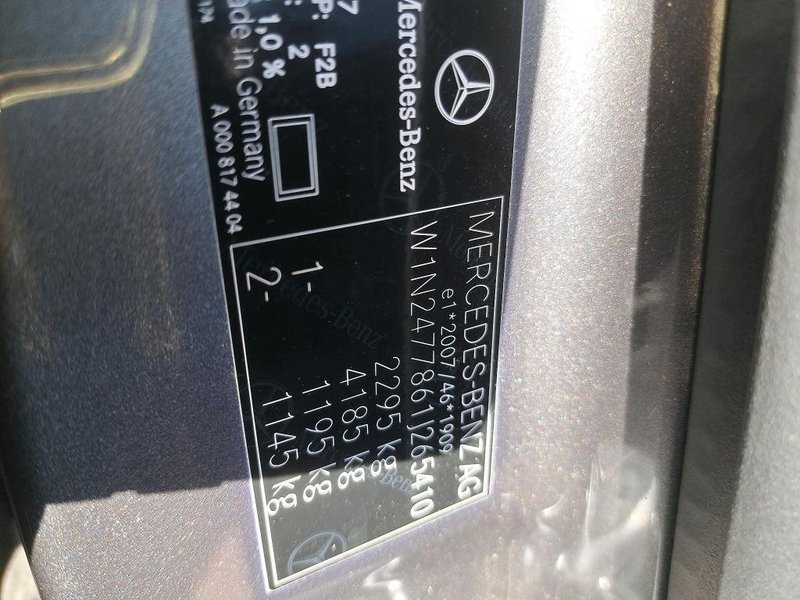 MERCEDES-BENZ AG
e1*2007/46*1909
W1N2477861J265410
2295 kg
4185 kg
1- 1195 kg
2- 1145 kg
Mercedes-Benz
7
P: F2B
: 2
1,0 %
ade in Germany
A 000 817 44 04